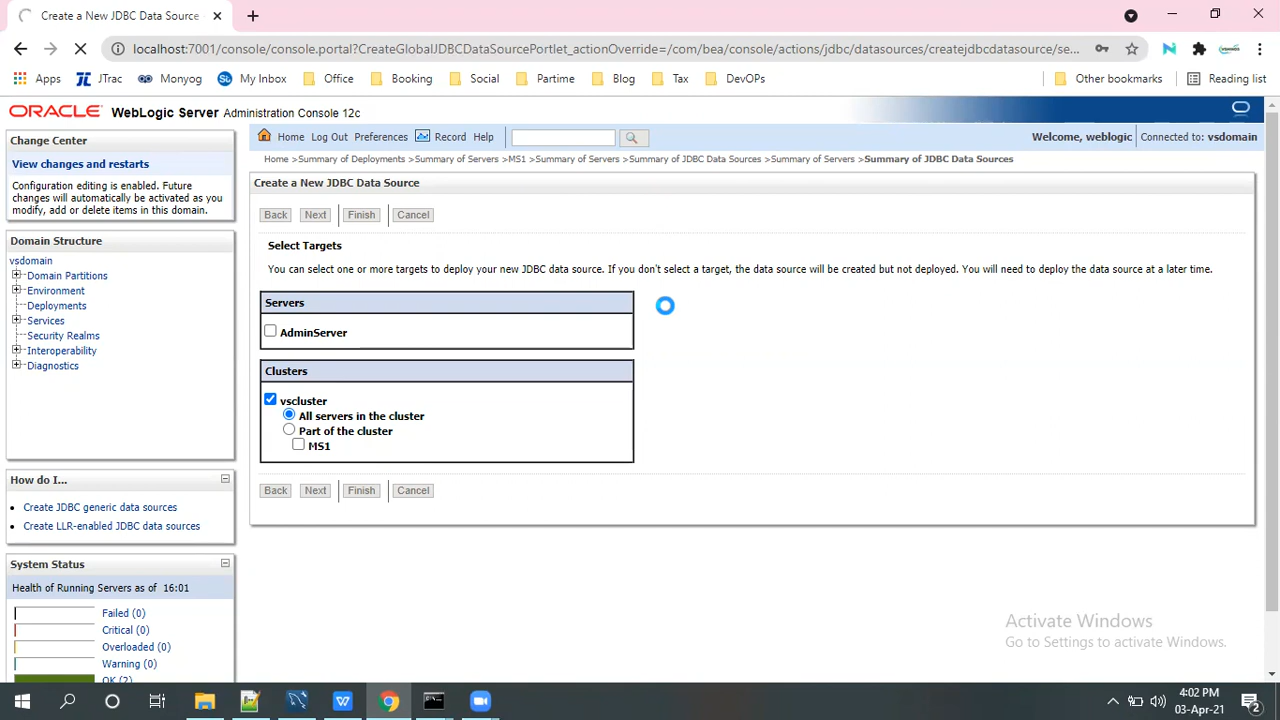 Create a New JDBC Data Source
localhost:7001/console/console.portal?CreateGlobalJDBCDataSourcePortlet_actionOverride=/com/bea/console/actions/jdbc/datasources/createjdbcdatasource/se...
Apps JTrac Monyog My Inbox Office Booking Social Partime Blog Tax DevOPs Other bookmarks Reading list
ORACLE WebLogic Server Administration Console 12c
Change Center
View changes and restarts
Configuration editing is enabled. Future
changes will automatically be activated as you
modify, add or delete items in this domain.
Domain Structure
vsdomain
Domain Partitions
Environment
Deployments
Services
Security Realms
Interoperability
Diagnostics
How do I...
Create JDBC generic data sources
Create LLR-enabled JDBC data sources
System Status
Health of Running Servers as of 16:01
Failed (0)
Critical (0)
Overloaded (0)
Warning (0)
OK (2)
Home Log Out Preferences Record Help
Welcome, weblogic Connected to: vsdomain
Home >Summary of Deployments >Summary of Servers >MS1 >Summary of Servers >Summary of JDBC Data Sources >Summary of Servers >Summary of JDBC Data Sources
Create a New JDBC Data Source
Back Next Finish Cancel
Select Targets
You can select one or more targets to deploy your new JDBC data source. If you don't select a target, the data source will be created but not deployed. You will need to deploy the data source at a later time.
Servers
AdminServer
Clusters
vscluster
All servers in the cluster
Part of the cluster
MS1
Back Next Finish Cancel
Activate Windows
Go to Settings to activate Windows.
4:02 PM
03-Apr-21
2